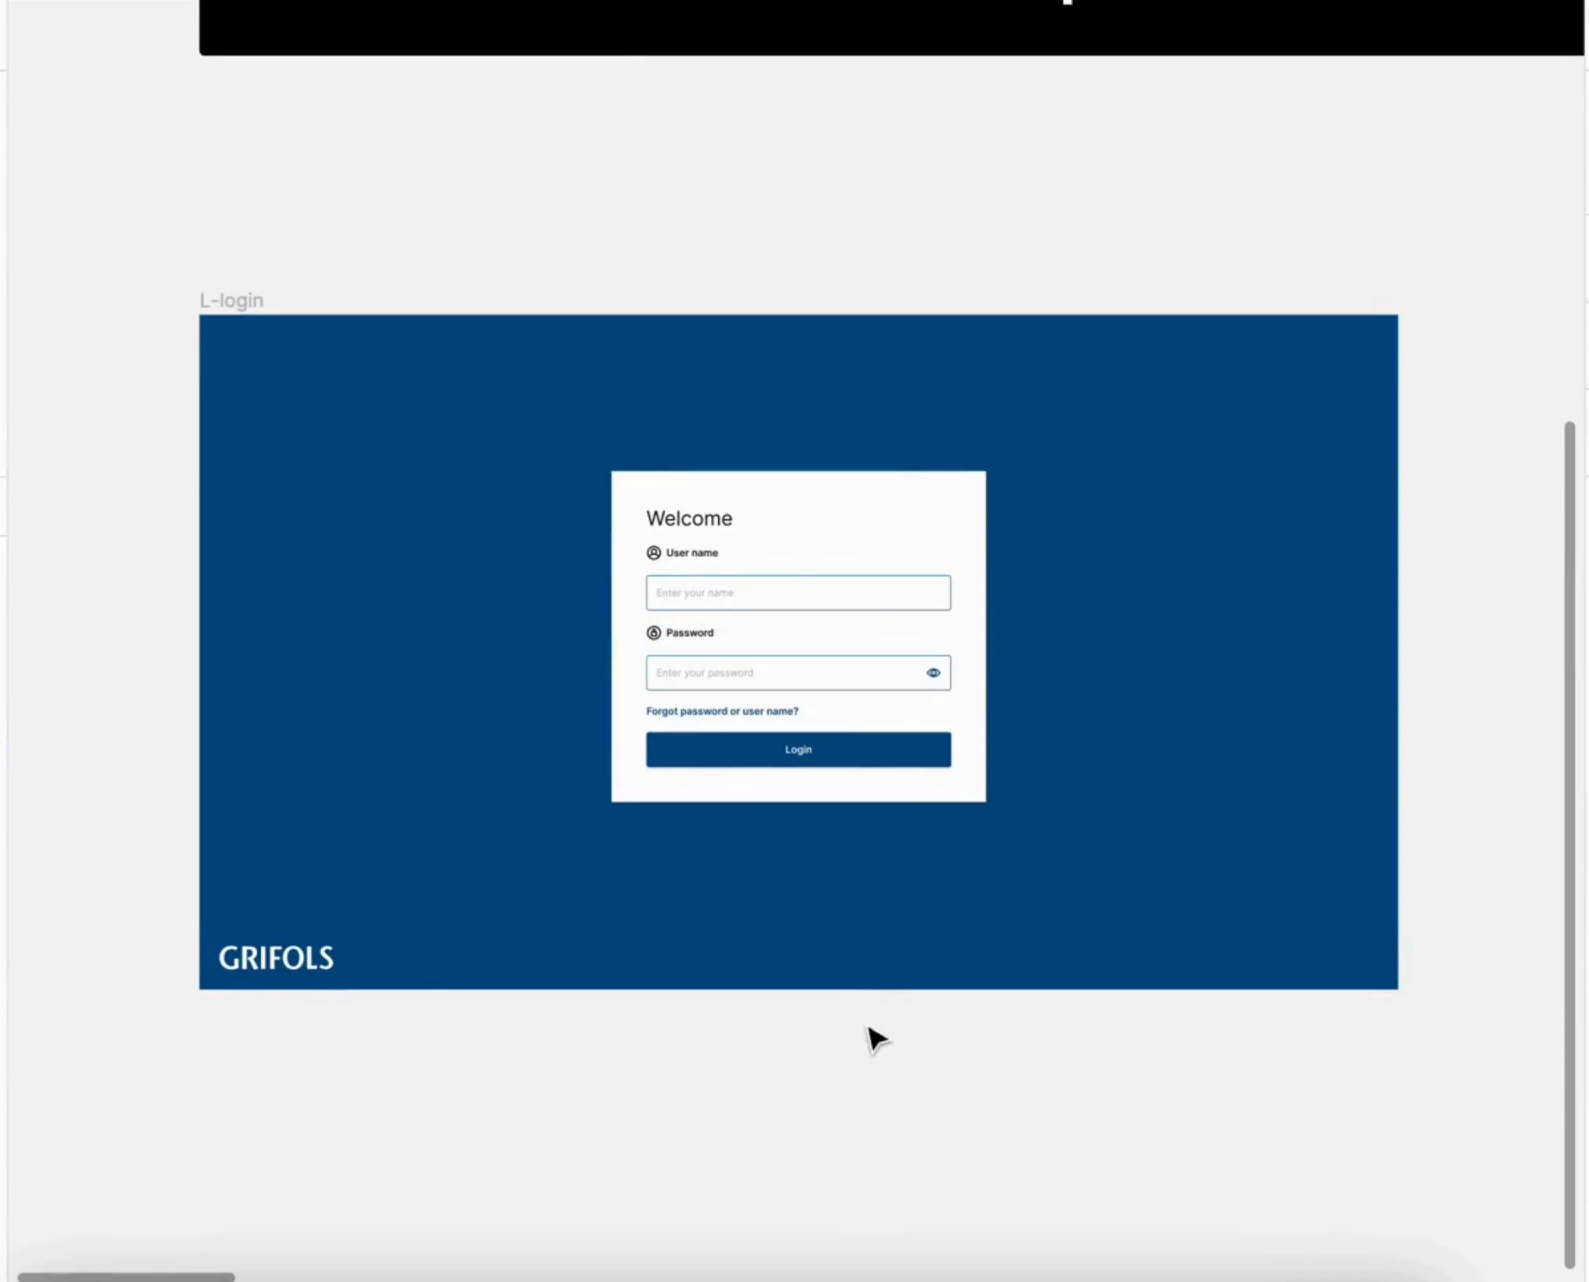 L-login
Welcome
User name
Enter your name
Password
Enter your password
Forgot password or user name?
Login
GRIFOLS